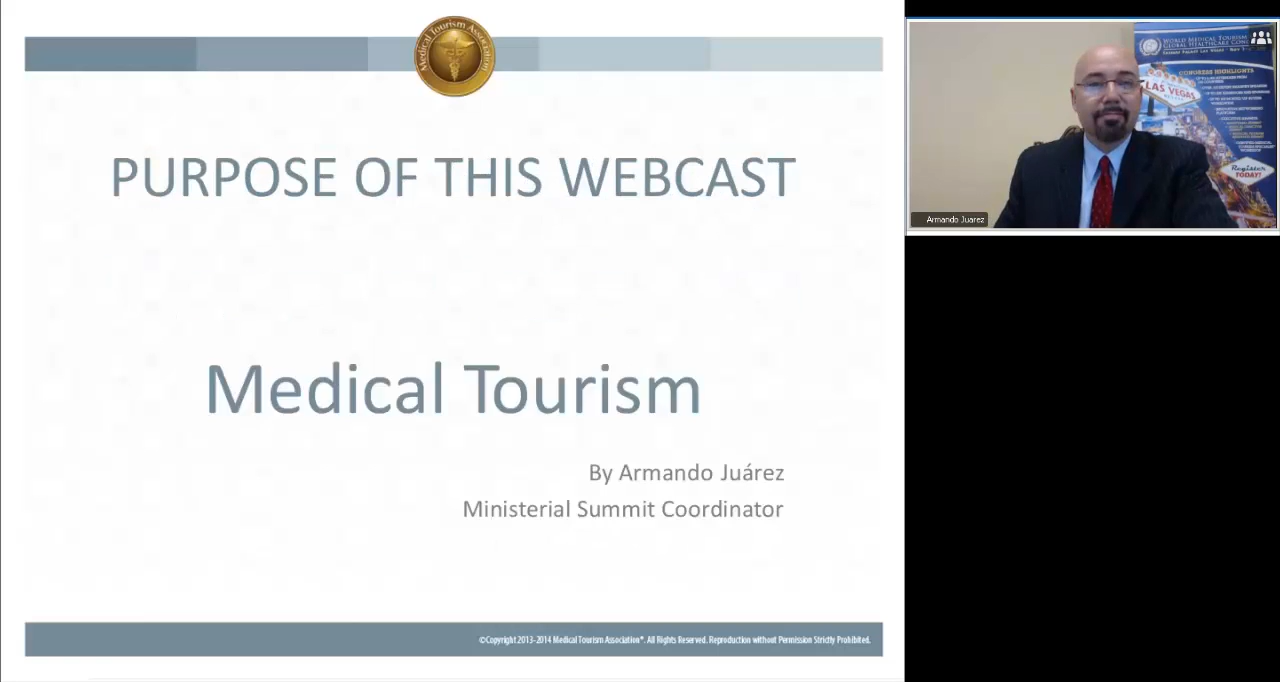 Medical Tourism Association
PURPOSE OF THIS WEBCAST
Medical Tourism
By Armando Juárez
Ministerial Summit Coordinator
©Copyright 2013-2014 Medical Tourism Association®. All Rights Reserved. Reproduction without Permission Strictly Prohibited.
WORLD MEDICAL TOURISM
GLOBAL HEALTHCARE
CONGRESS HIGHLIGHTS
LAS VEGAS
Register
TODAY!
Armando Juarez